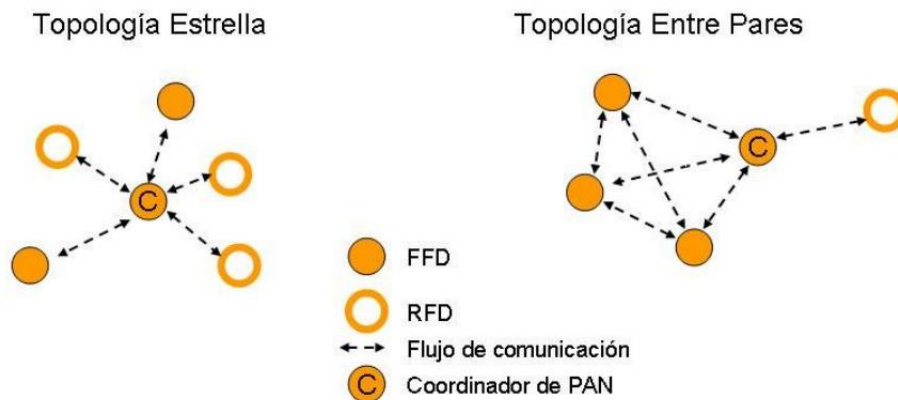 Topología Estrella
Topología Entre Pares
C
C
FFD
RFD
Flujo de comunicación
C
Coordinador de PAN